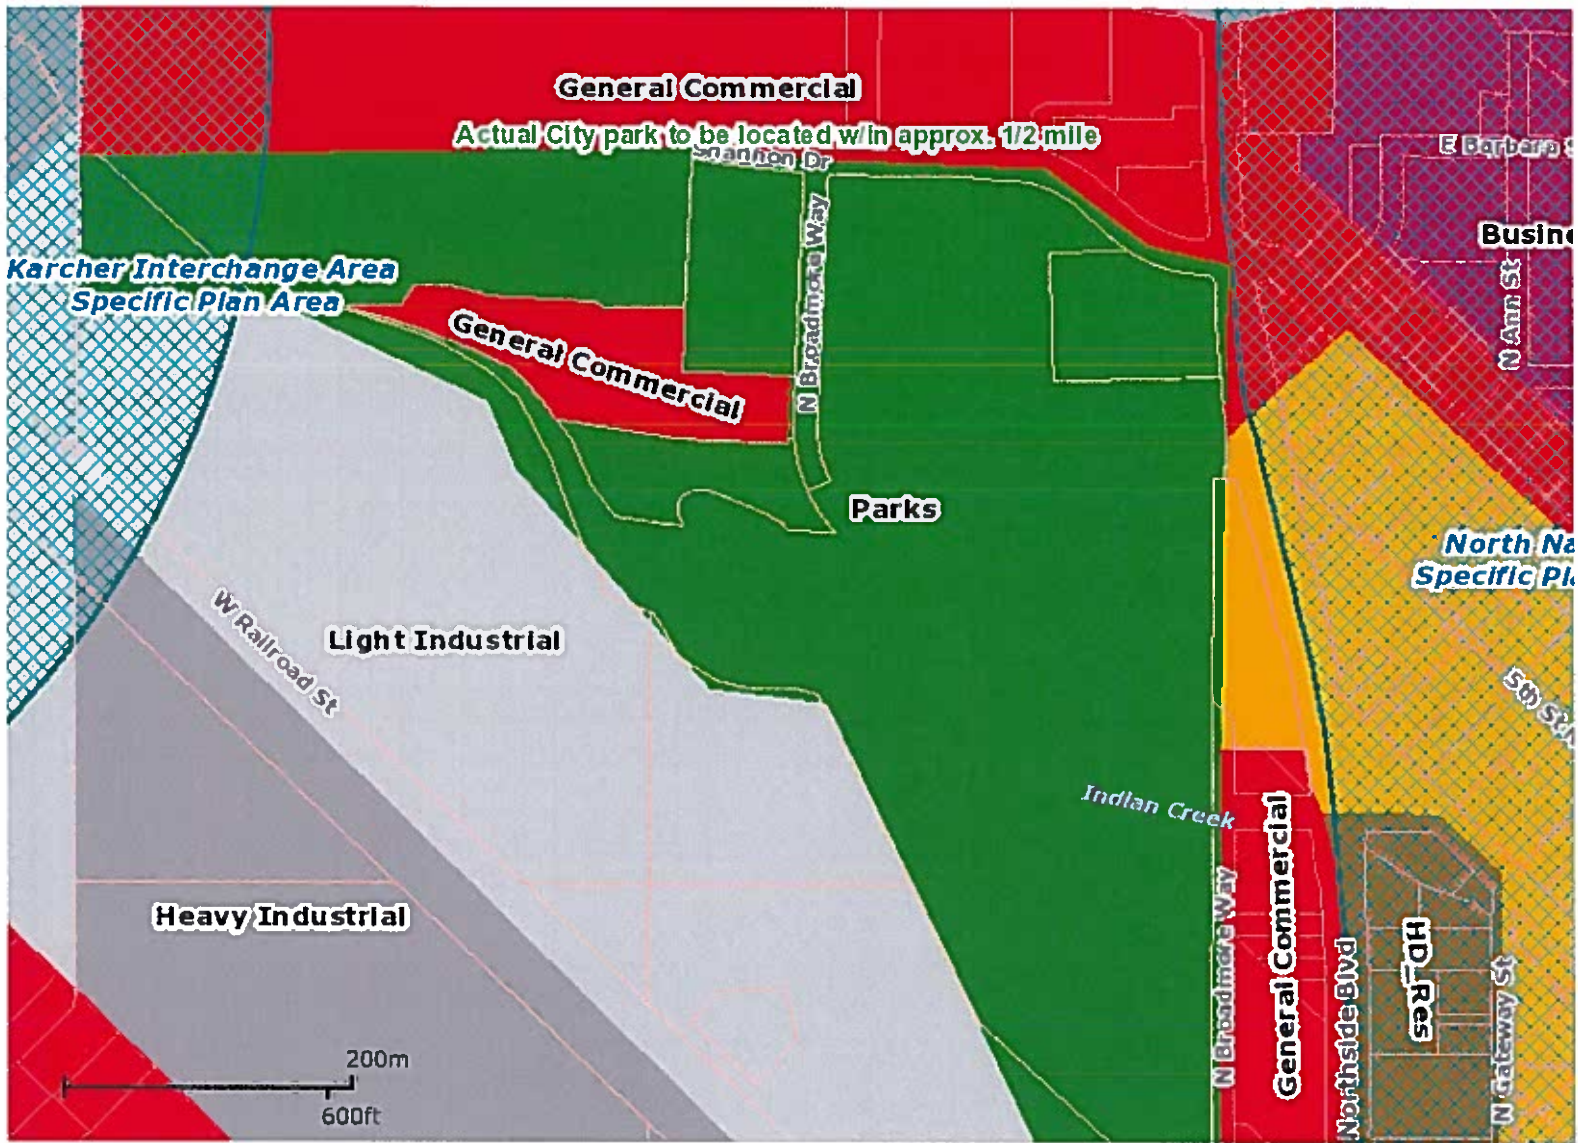 General Commercial
Actual City park to be located w/in approx. 1/2 mile
Shannon Dr
E Barbara S
N Broadmore Way
Busine
Karcher Interchange Area
Specific Plan Area
N Ann St
General Commercial
Parks
North Na
Specific Pla
W Railroad St
Light Industrial
5th St N
Indian Creek
General Commercial
Heavy Industrial
N Broadmore Way
HD_Res
Northside Blvd
N Gateway St
200m
600ft